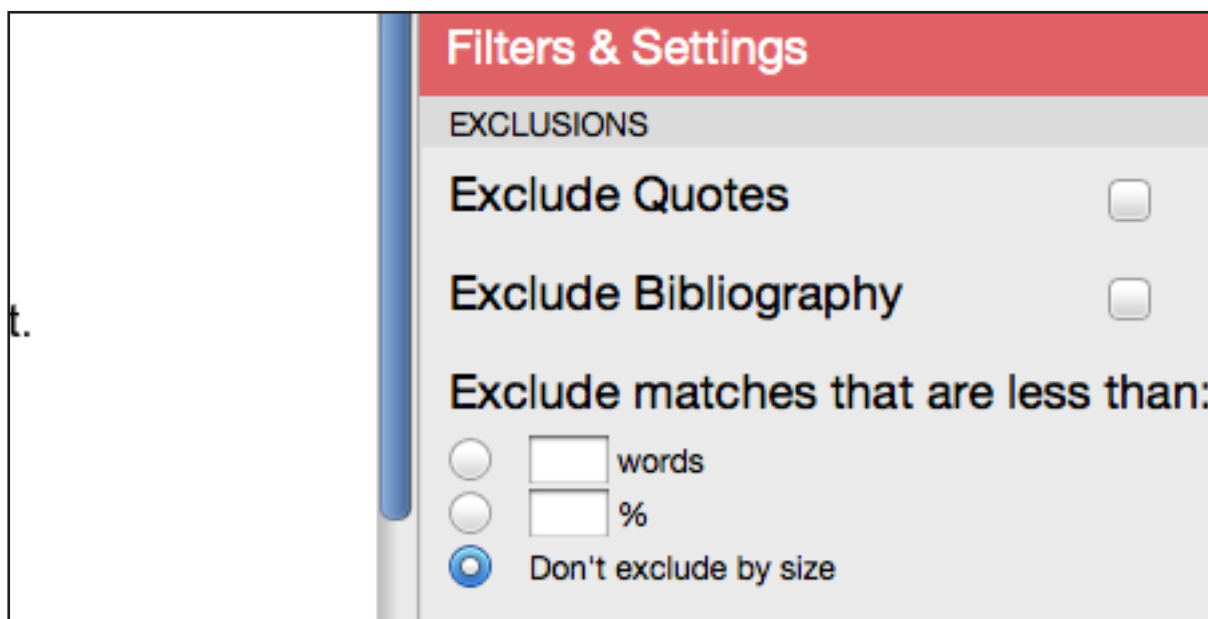 Filters & Settings
EXCLUSIONS
Exclude Quotes
Exclude Bibliography
t.
Exclude matches that are less than:
words
%
Don't exclude by size